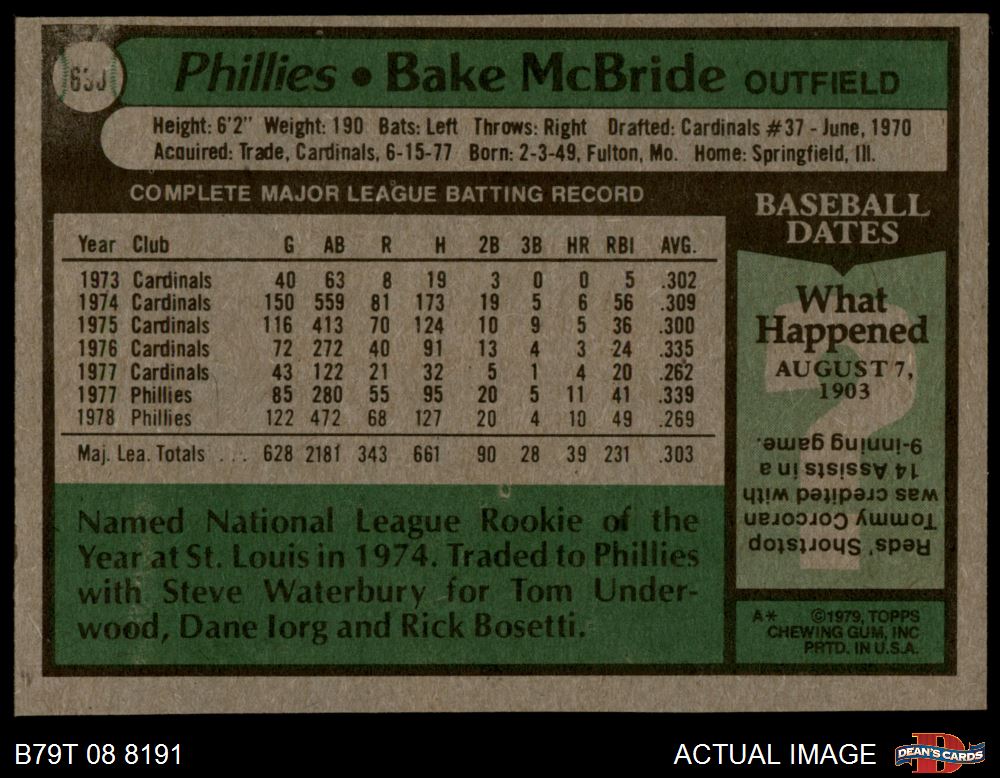 630
Phillies • Bake McBride OUTFIELD
Height: 6'2" Weight: 190 Bats: Left Throws: Right Drafted: Cardinals #37 - June, 1970
Acquired: Trade, Cardinals, 6-15-77 Born: 2-3-49, Fulton, Mo. Home: Springfield, Ill.
COMPLETE MAJOR LEAGUE BATTING RECORD
Year Club G AB R H 2B 3B HR RBI AVG.
1973 Cardinals 40 63 8 19 3 0 0 5 .302
1974 Cardinals 150 559 81 173 19 5 6 56 .309
1975 Cardinals 116 413 70 124 10 9 5 36 .300
1976 Cardinals 72 272 40 91 13 4 3 24 .335
1977 Cardinals 43 122 21 32 5 1 4 20 .262
1977 Phillies 85 280 55 95 20 5 11 41 .339
1978 Phillies 122 472 68 127 20 4 10 49 .269
Maj. Lea. Totals ... 628 2181 343 661 90 28 39 231 .303
Named National League Rookie of the
Year at St. Louis in 1974. Traded to Phillies
with Steve Waterbury for Tom Under-
wood, Dane Iorg and Rick Bosetti.
BASEBALL
DATES
What
Happened
AUGUST 7,
1903
Reds' Shortstop
Tommy Corcoran
was credited with
14 Assists in a
9-inning game.
A* ©1979, TOPPS
CHEWING GUM, INC
PRTD. IN U.S.A.
B79T 08 8191
ACTUAL IMAGE
DEAN'S CARDS